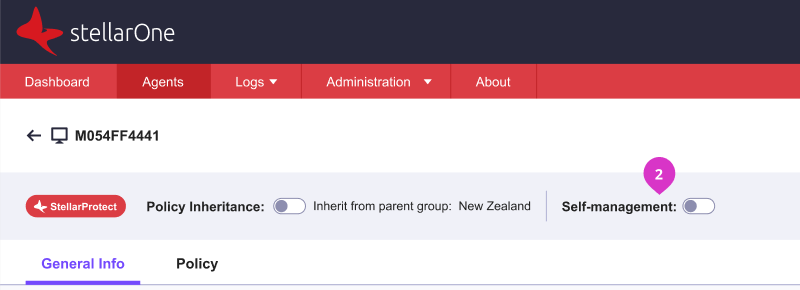 stellarOne
Dashboard Agents Logs Administration About
M054FF4441
2
StellarProtect Policy Inheritance: Inherit from parent group: New Zealand Self-management:
General Info Policy